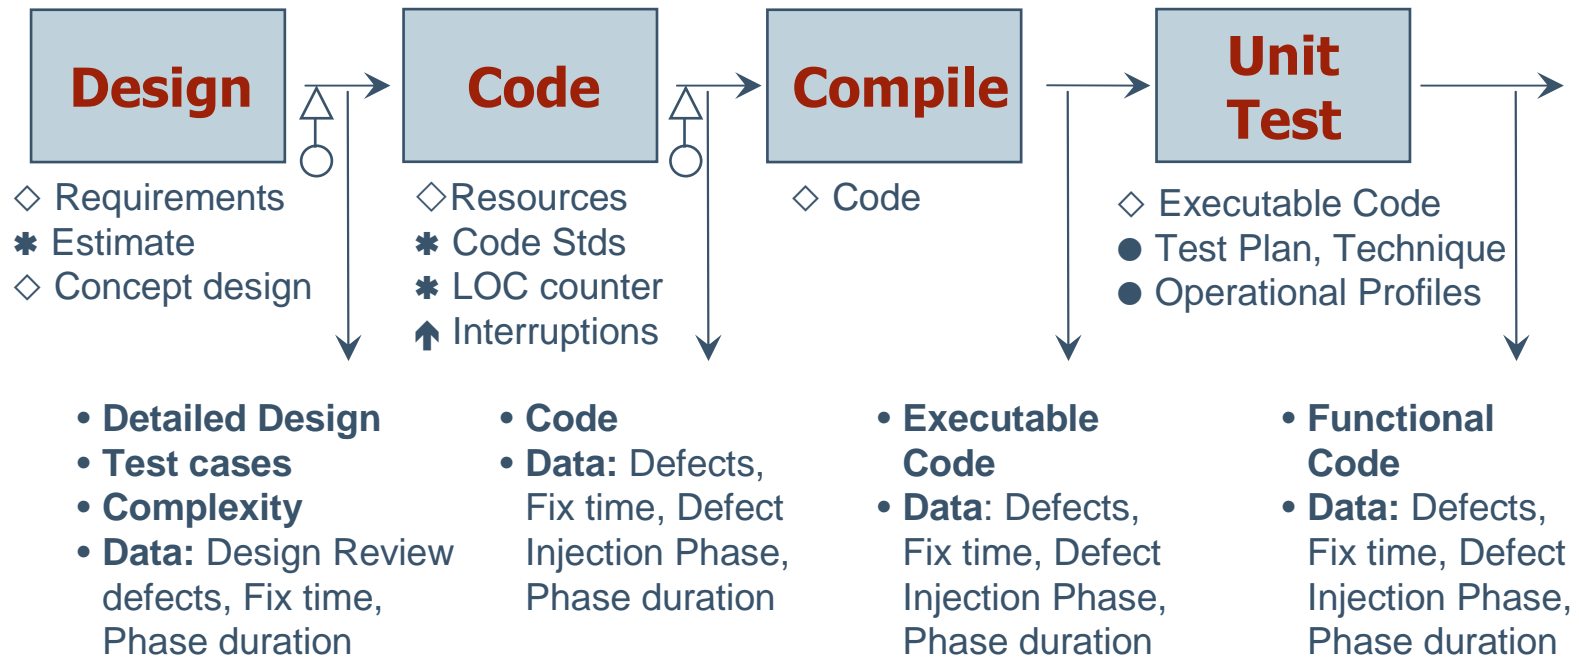 Design
Code
Compile
Unit
Test
◇ Requirements
✱ Estimate
◇ Concept design
◇ Resources
✱ Code Stds
✱ LOC counter
↑ Interruptions
◇ Code
◇ Executable Code
● Test Plan, Technique
● Operational Profiles
• Detailed Design
• Test cases
• Complexity
• Data: Design Review
defects, Fix time,
Phase duration
• Code
• Data: Defects,
Fix time, Defect
Injection Phase,
Phase duration
• Executable
Code
• Data: Defects,
Fix time, Defect
Injection Phase,
Phase duration
• Functional
Code
• Data: Defects,
Fix time, Defect
Injection Phase,
Phase duration